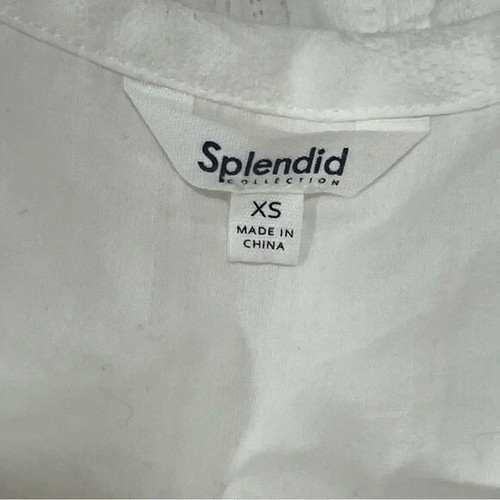 Splendid
COLLECTION
XS
MADE IN
CHINA